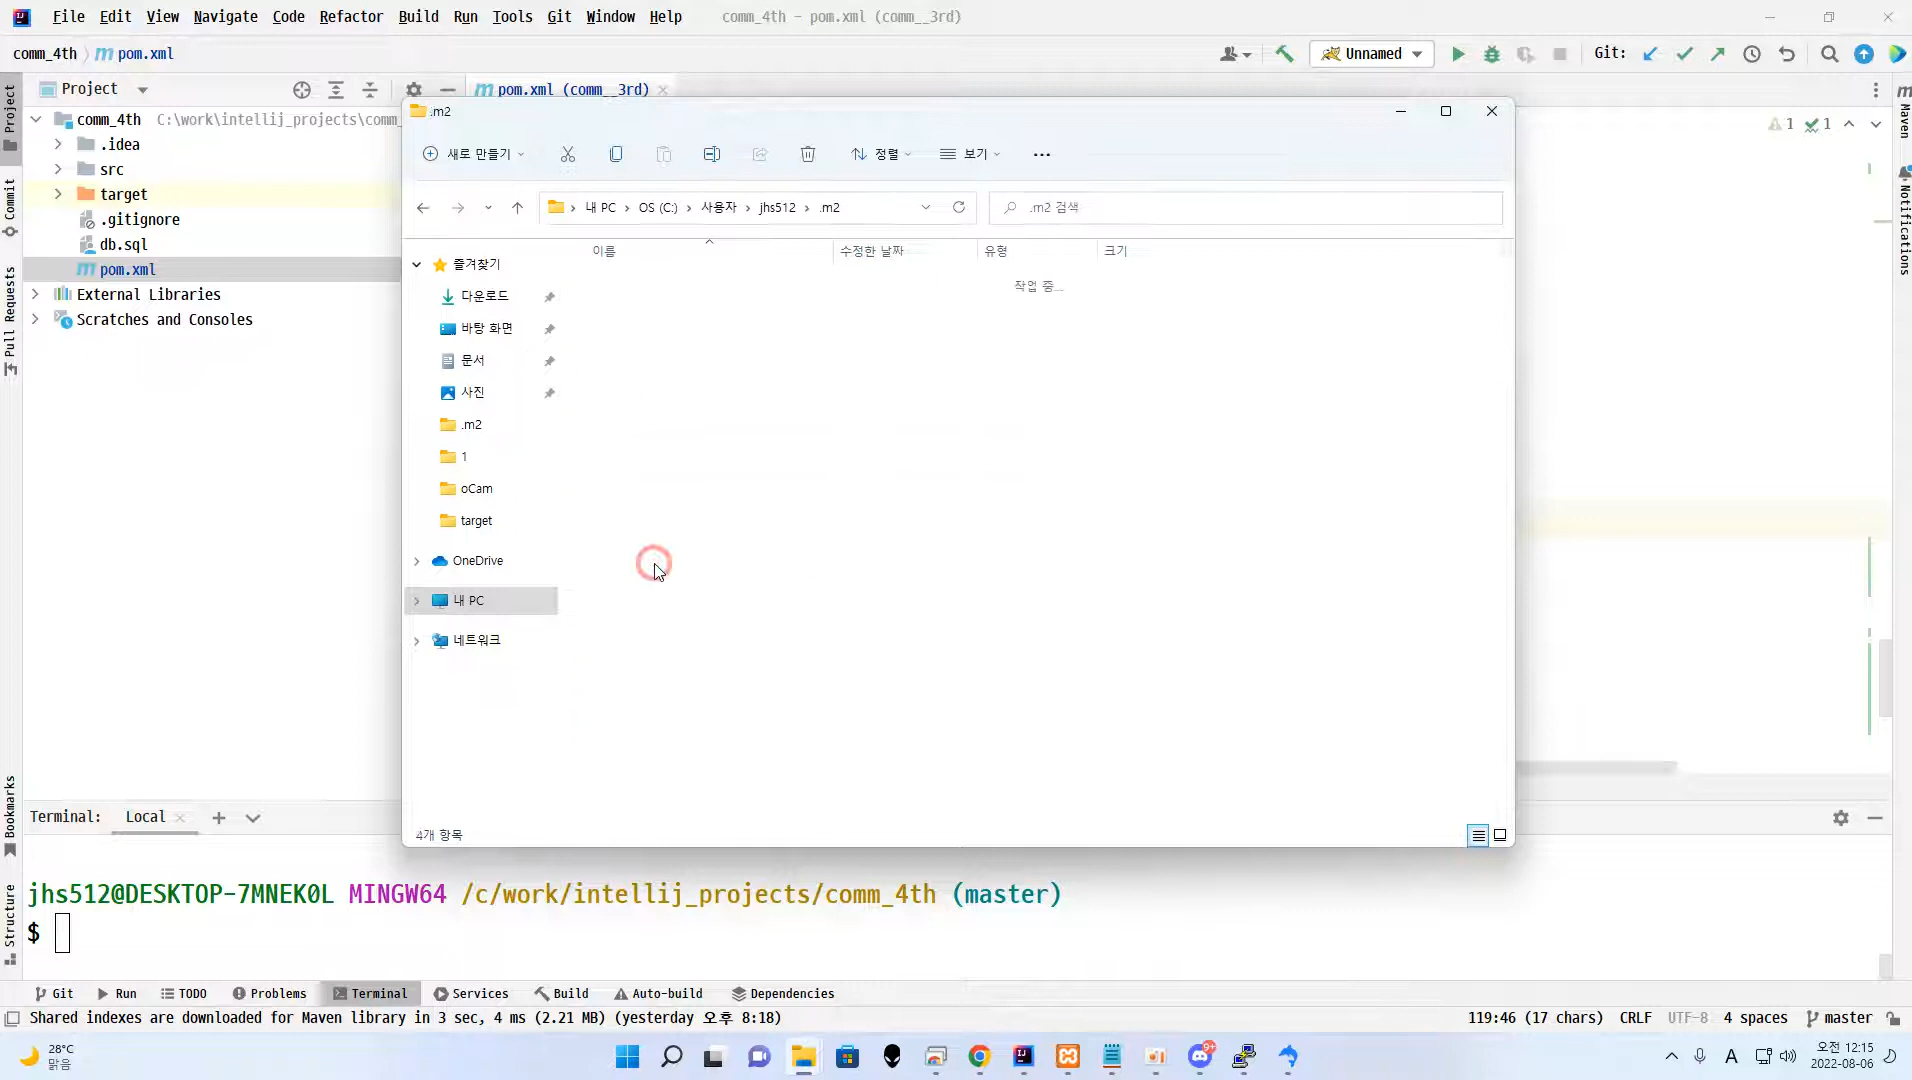 File Edit View Navigate Code Refactor Build Run Tools Git Window Help comm_4th - pom.xml (comm__3rd)
comm_4th pom.xml Unnamed Git:
Project pom.xml (comm__3rd)
comm_4th C:\work\intellij_projects\comm_
.idea
src
target
.gitignore
db.sql
pom.xml
External Libraries
Scratches and Consoles
Project
Commit
Pull Requests
Bookmarks
Structure
1 1
Maven
Notifications
.m2
새로 만들기 정렬 보기
내 PC OS (C:) 사용자 jhs512 .m2 .m2 검색
이름 수정한 날짜 유형 크기
작업 중...
즐겨찾기
다운로드
바탕 화면
문서
사진
.m2
1
oCam
target
OneDrive
내 PC
네트워크
4개 항목
Terminal: Local
jhs512@DESKTOP-7MNEK0L MINGW64 /c/work/intellij_projects/comm_4th (master)
$
Git Run TODO Problems Terminal Services Build Auto-build Dependencies
Shared indexes are downloaded for Maven library in 3 sec, 4 ms (2.21 MB) (yesterday 오후 8:18) 119:46 (17 chars) CRLF UTF-8 4 spaces master
28°C
맑음
9+
A
오전 12:15
2022-08-06